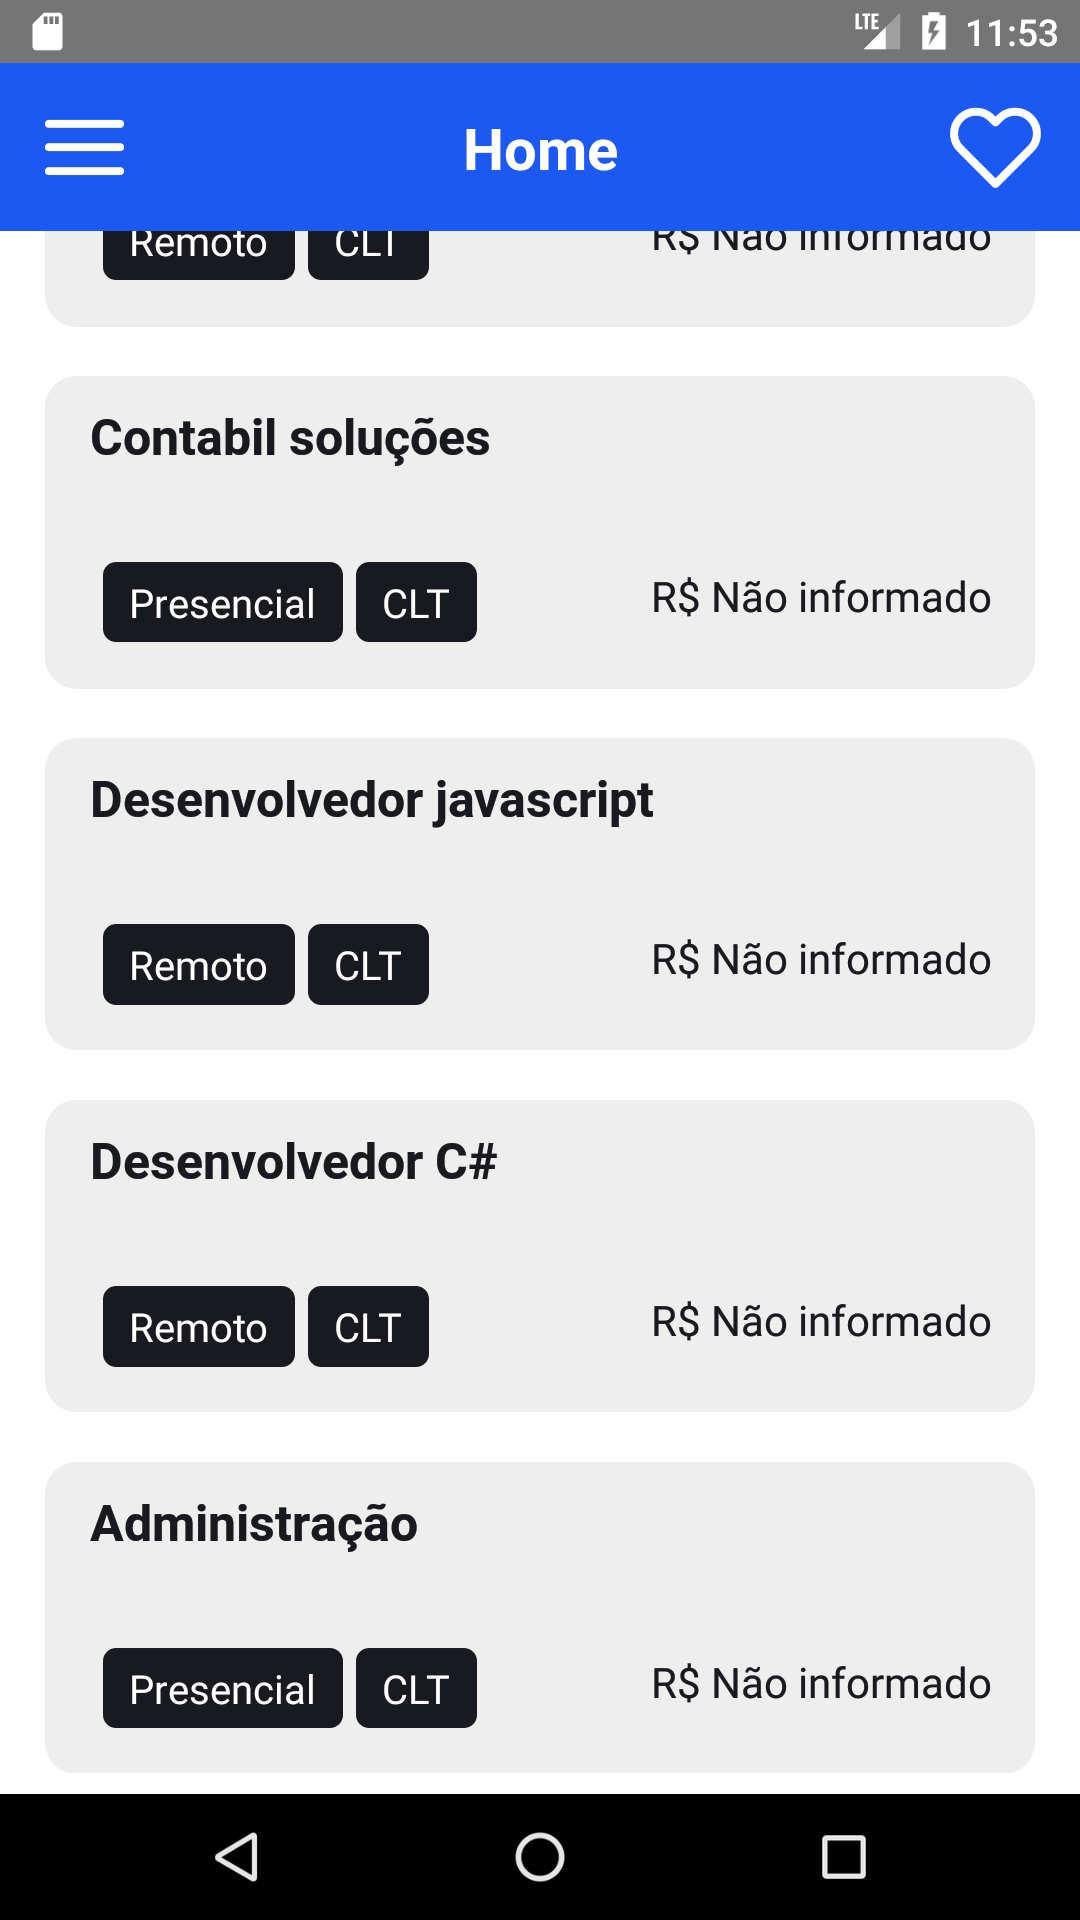 LTE 11:53
Home
Remoto CLT R$ Não informado
Contabil soluções
Presencial CLT R$ Não informado
Desenvolvedor javascript
Remoto CLT R$ Não informado
Desenvolvedor C#
Remoto CLT R$ Não informado
Administração
Presencial CLT R$ Não informado